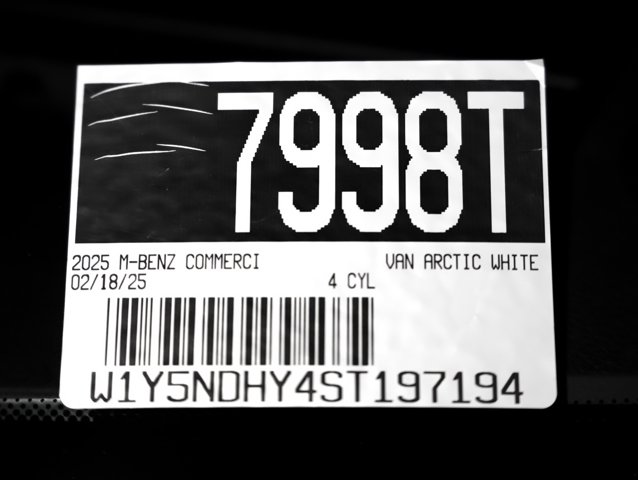 7998T
2025 M-BENZ COMMERCI VAN ARCTIC WHITE
02/18/25 4 CYL
W1Y5NDHY4ST197194